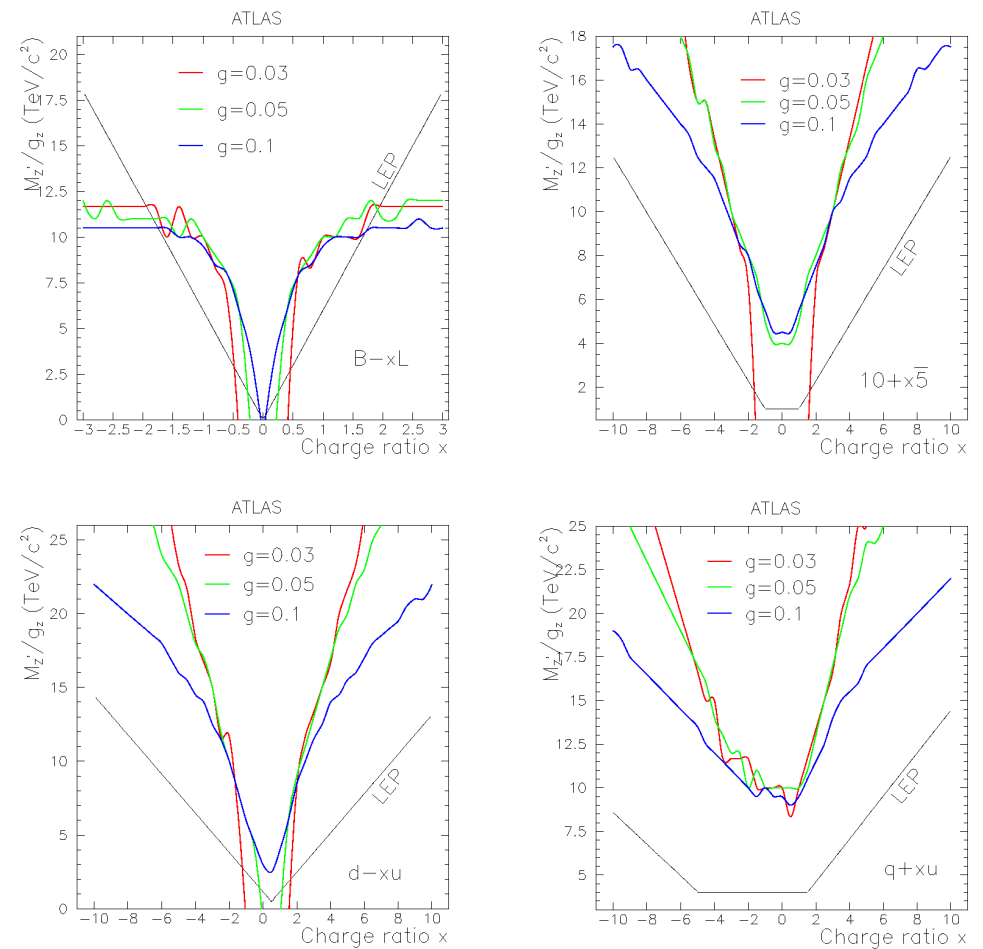 ATLAS
M_Z'/g_z (TeV/c²)
20
17.5
15
12.5
10
7.5
5
2.5
0
g=0.03
g=0.05
g=0.1
LEP
B−xL
−3 −2.5 −2 −1.5 −1 −0.5 0 0.5 1 1.5 2 2.5 3
Charge ratio x
ATLAS
M_Z'/g_z (TeV/c²)
18
16
14
12
10
8
6
4
2
g=0.03
g=0.05
g=0.1
LEP
10+x5̅
−10 −8 −6 −4 −2 0 2 4 6 8 10
Charge ratio x
ATLAS
M_Z'/g_z (TeV/c²)
25
20
15
10
5
0
g=0.03
g=0.05
g=0.1
LEP
d−xu
−10 −8 −6 −4 −2 0 2 4 6 8 10
Charge ratio x
ATLAS
M_Z'/g_z (TeV/c²)
25
22.5
20
17.5
15
12.5
10
7.5
5
g=0.03
g=0.05
g=0.1
LEP
q+xu
−10 −8 −6 −4 −2 0 2 4 6 8 10
Charge ratio x